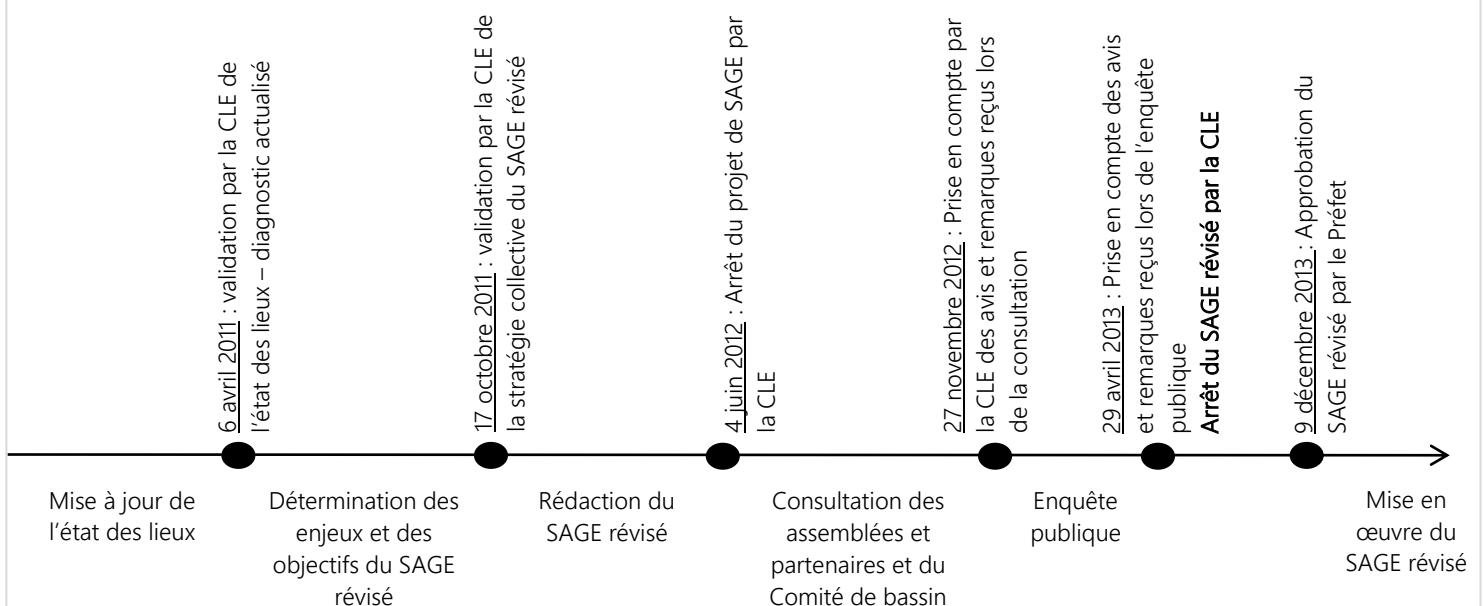 6 avril 2011 : validation par la CLE de
l'état des lieux – diagnostic actualisé
17 octobre 2011 : validation par la CLE de
la stratégie collective du SAGE révisé
4 juin 2012 : Arrêt du projet de SAGE par
la CLE
27 novembre 2012 : Prise en compte par
la CLE des avis et remarques reçus lors
de la consultation
29 avril 2013 : Prise en compte des avis
et remarques reçus lors de l'enquête
publique
Arrêt du SAGE révisé par la CLE
9 décembre 2013 : Approbation du
SAGE révisé par le Préfet
Mise à jour de
l'état des lieux
Détermination des
enjeux et des
objectifs du SAGE
révisé
Rédaction du
SAGE révisé
Consultation des
assemblées et
partenaires et du
Comité de bassin
Enquête
publique
Mise en
œuvre du
SAGE révisé